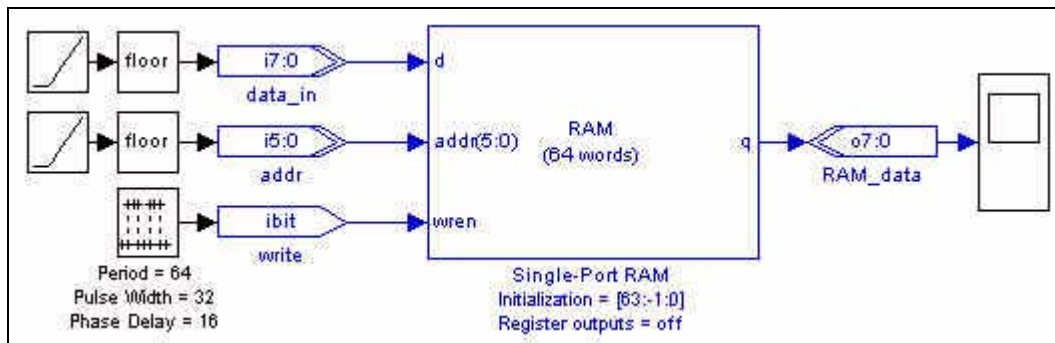 floor
i7:0
data_in
d
floor
i5:0
addr
addr(5:0)
RAM
(64 words)
q
o7:0
RAM_data
ibit
write
wren
Period = 64
Pulse Width = 32
Phase Delay = 16
Single-Port RAM
Initialization = [63:-1:0]
Register outputs = off